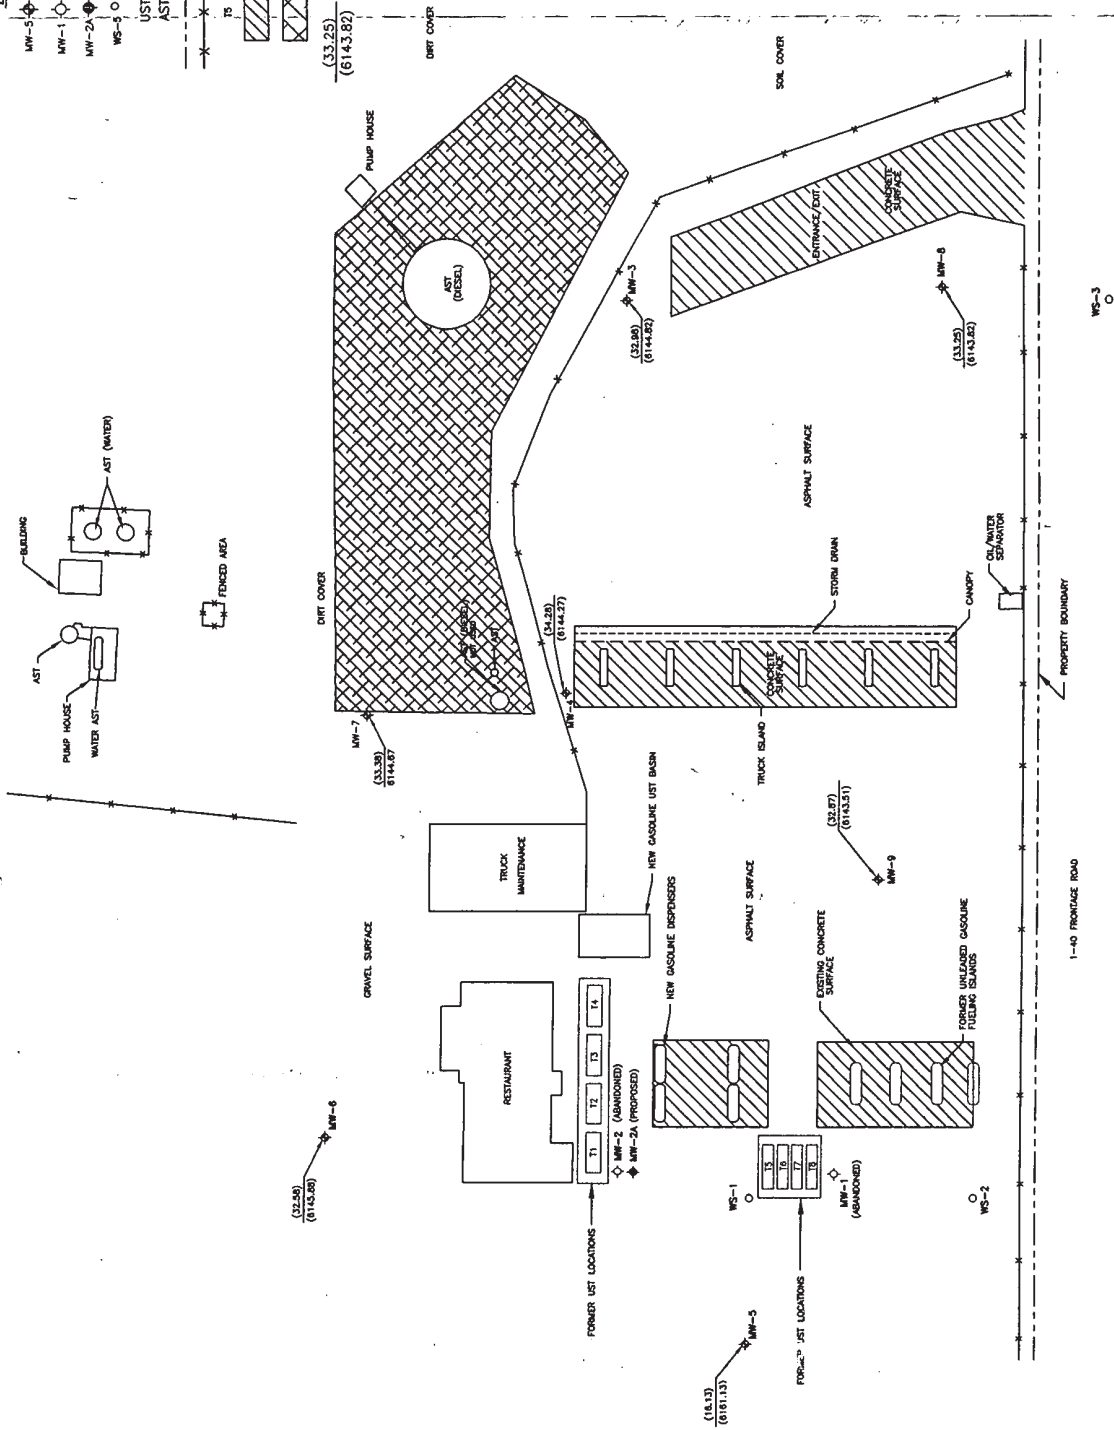 MW-5
MW-1
MW-2A
WS-5
UST
AST
T5
(33.25)
(6143.82)
DIRT COVER
SOIL COVER
PUMP HOUSE
AST
(DIESEL)
ENTRANCE/EXIT
CONCRETE
SURFACE
MW-3
(32.98)
(6144.82)
MW-8
(33.25)
(6143.82)
WS-3
BUILDING
AST (WATER)
AST
PUMP HOUSE
WATER AST
FENCED AREA
DIRT COVER
AST
MW-7
(33.38)
6144.67
(34.28)
(6144.27)
MW-4
ASPHALT SURFACE
STORM DRAIN
CANOPY
OIL/WATER
SEPARATOR
CONCRETE
SURFACE
TRUCK ISLAND
PROPERTY BOUNDARY
TRUCK
MAINTENANCE
NEW GASOLINE UST BASIN
NEW GASOLINE DISPENSERS
ASPHALT SURFACE
(32.87)
(6143.51)
MW-9
GRAVEL SURFACE
RESTAURANT
EXISTING CONCRETE
SURFACE
FORMER UNLEADED GASOLINE
FUELING ISLANDS
1-40 FRONTAGE ROAD
T1
T2
T3
T4
MW-2 (ABANDONED)
MW-2A (PROPOSED)
MW-6
(32.58)
(6145.88)
FORMER UST LOCATIONS
WS-1
T5
T6
T7
T8
MW-1
(ABANDONED)
WS-2
FORMER UST LOCATIONS
MW-5
(16.13)
(6161.13)